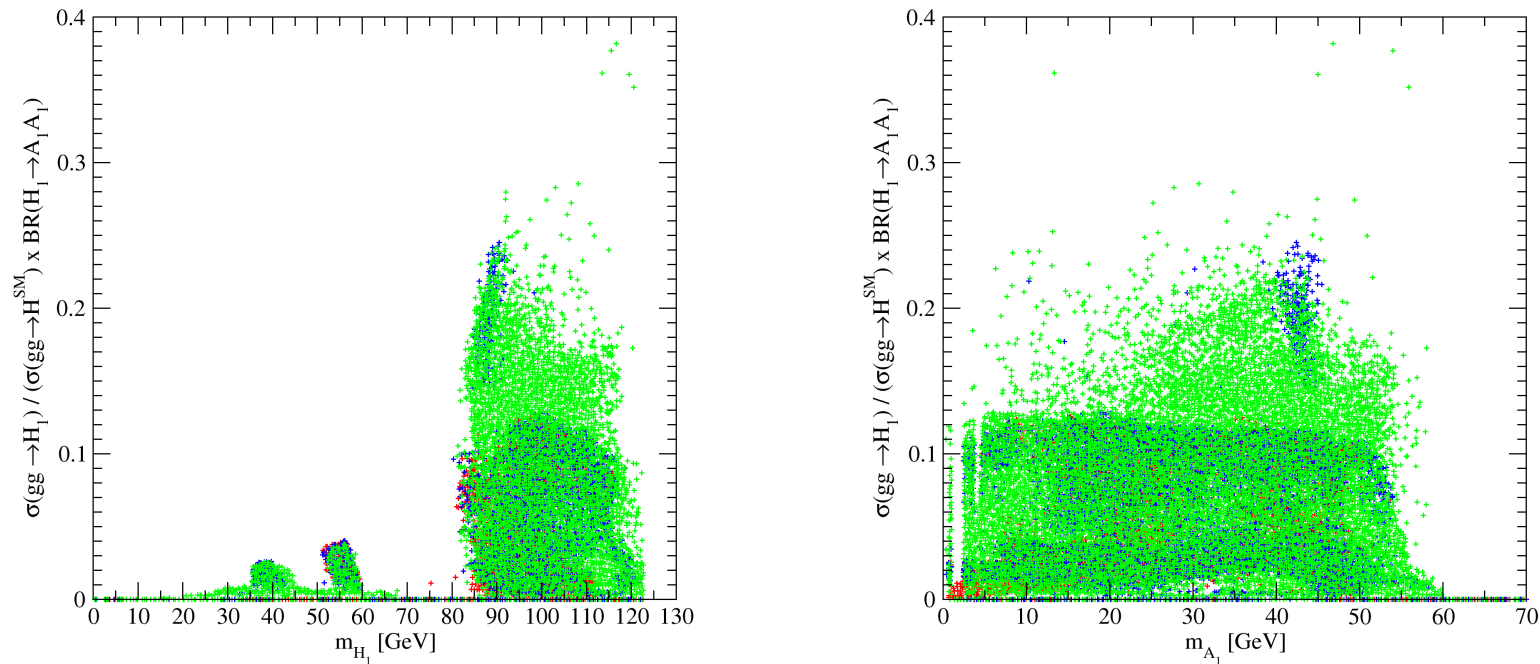 σ(gg →H1) / (σ(gg→H^SM) x BR(H1→A1A1)
0.4
0.3
0.2
0.1
0
0 10 20 30 40 50 60 70 80 90 100 110 120 130
m_H1 [GeV]
σ(gg →H1) / (σ(gg→H^SM) x BR(H1→A1A1)
0.4
0.3
0.2
0.1
0
0 10 20 30 40 50 60 70
m_A1 [GeV]